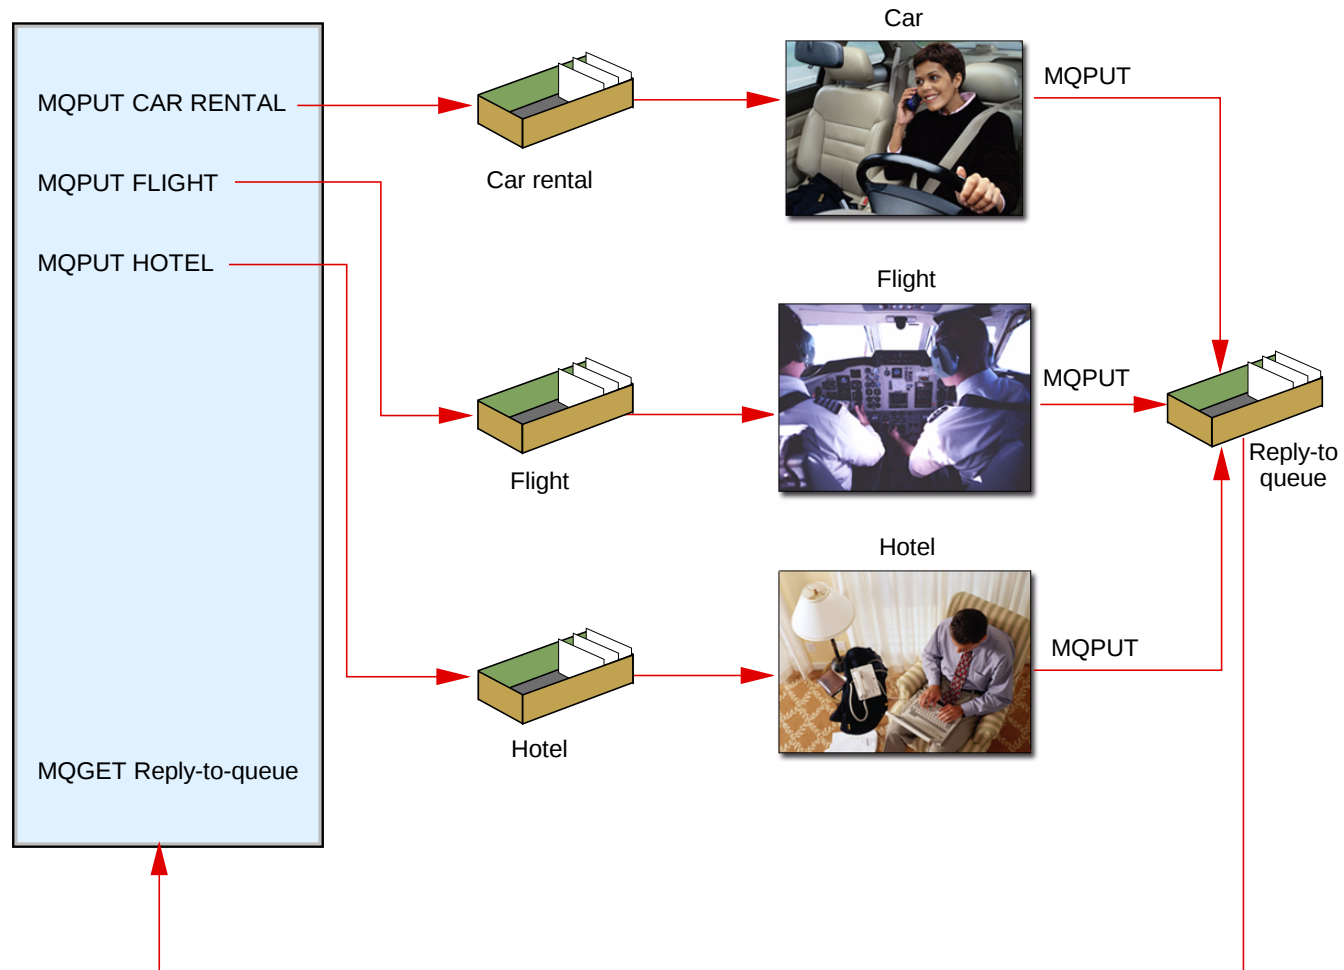 Car
MQPUT CAR RENTAL
MQPUT
Car rental
MQPUT FLIGHT
MQPUT HOTEL
Flight
MQPUT
Flight
Reply-to
queue
Hotel
MQPUT
Hotel
MQGET Reply-to-queue